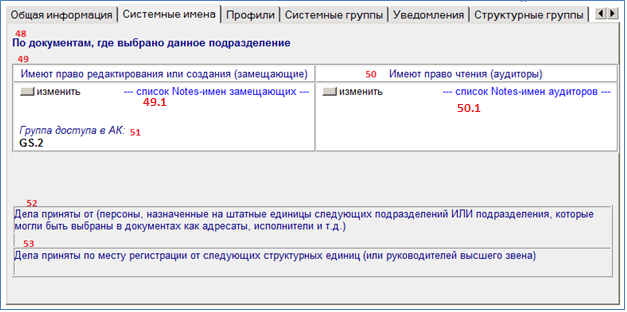 Общая информация Системные имена Профили Системные группы Уведомления Структурные группы
48
По документам, где выбрано данное подразделение
49
Имеют право редактирования или создания (замещающие) 50 Имеют право чтения (аудиторы)
изменить --- список Notes-имен замещающих --- изменить --- список Notes-имен аудиторов ---
49.1 50.1
Группа доступа в АК: 51
GS.2
52
Дела приняты от (персоны, назначенные на штатные единицы следующих подразделений ИЛИ подразделения, которые
могли быть выбраны в документах как адресаты, исполнители и т.д.)
53
Дела приняты по месту регистрации от следующих структурных единиц (или руководителей высшего звена)